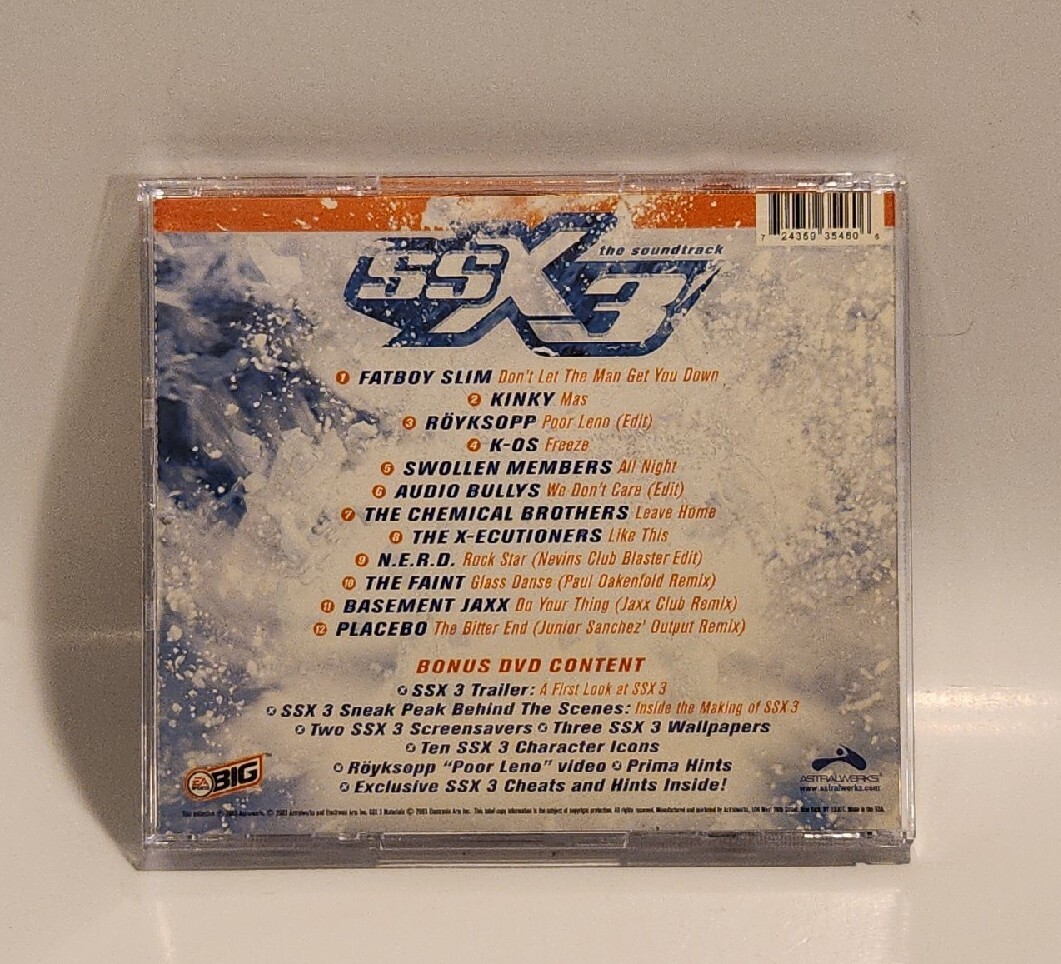 the soundtrack
SSX3
7 24359 35460 6
1 FATBOY SLIM Don't Let The Man Get You Down
2 KINKY Mas
3 RÖYKSOPP Poor Leno (Edit)
4 K-OS Freeze
5 SWOLLEN MEMBERS All Night
6 AUDIO BULLYS We Don't Care (Edit)
7 THE CHEMICAL BROTHERS Leave Home
8 THE X-ECUTIONERS Like This
9 N.E.R.D. Rock Star (Nevins Club Blaster Edit)
10 THE FAINT Glass Danse (Paul Oakenfold Remix)
11 BASEMENT JAXX Do Your Thing (Jaxx Club Remix)
12 PLACEBO The Bitter End (Junior Sanchez' Output Remix)
BONUS DVD CONTENT
SSX 3 Trailer: A First Look at SSX 3
SSX 3 Sneak Peak Behind The Scenes: Inside the Making of SSX 3
Two SSX 3 Screensavers Three SSX 3 Wallpapers
Ten SSX 3 Character Icons
Röyksopp "Poor Leno" video Prima Hints
Exclusive SSX 3 Cheats and Hints Inside!
EA SPORTS BIG
ASTRALWERKS
www.astralwerks.com